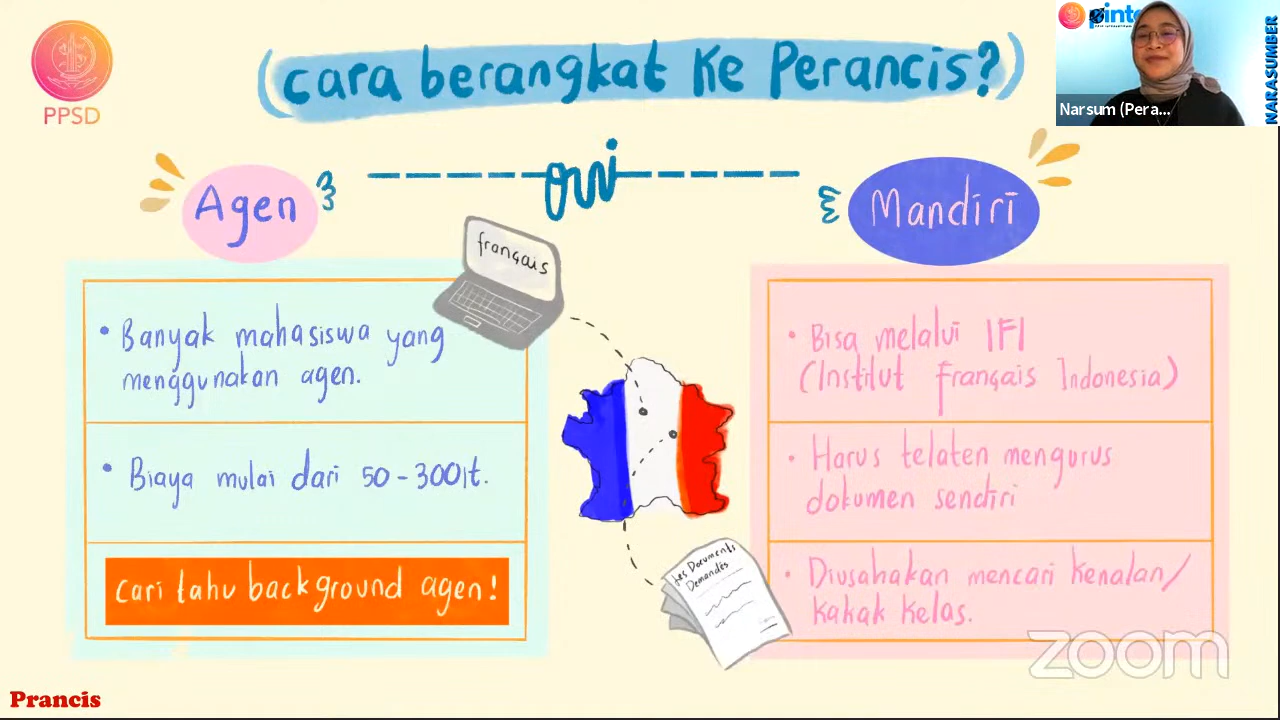 PPSD
(cara berangkat ke Perancis?)
pinte
NARASUMBER
Narsum (Pera...
oui
Agen
Mandiri
français
• Banyak mahasiswa yang
menggunakan agen.
• Biaya mulai dari 50-300jt.
cari tahu background agen!
• Bisa melalui IFI
(Institut français Indonesia)
• Harus telaten mengurus
dokumen sendiri
• Diusahakan mencari kenalan/
kakak kelas.
Les Documents
Demandés
zoom
Prancis